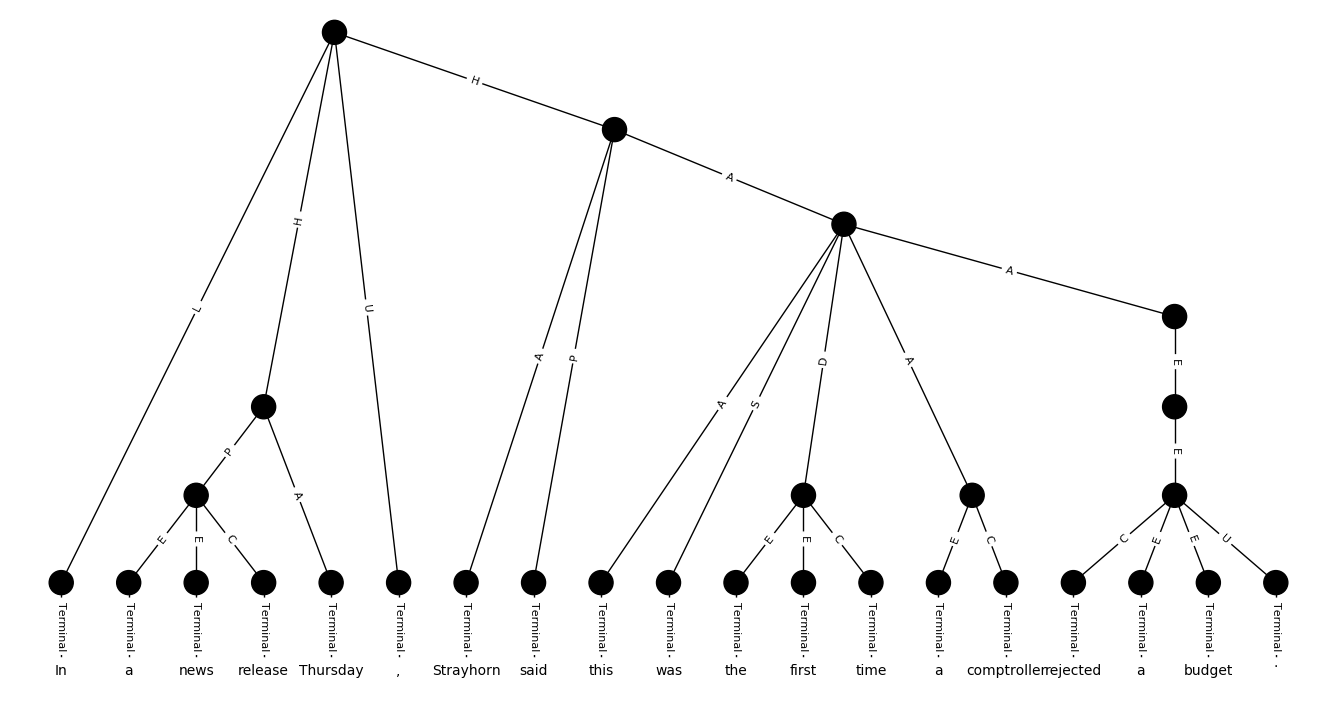 H
A
A
L
H
U
A
P
A
S
D
A
E
P
A
E
E
E
C
E
E
C
E
C
C
E
E
U
Terminal Terminal Terminal Terminal Terminal Terminal Terminal Terminal Terminal Terminal Terminal Terminal Terminal Terminal Terminal Terminal Terminal Terminal Terminal
In a news release Thursday , Strayhorn said this was the first time a comptroller rejected a budget .